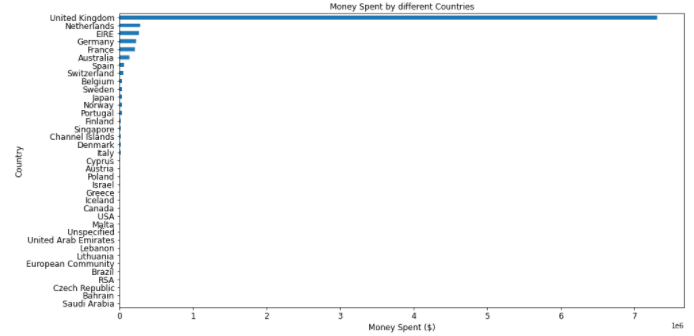 Money Spent by different Countries
United Kingdom
Netherlands
EIRE
Germany
France
Australia
Spain
Switzerland
Belgium
Sweden
Japan
Norway
Portugal
Finland
Singapore
Channel Islands
Denmark
Italy
Cyprus
Austria
Poland
Israel
Greece
Iceland
Canada
USA
Malta
Unspecified
United Arab Emirates
Lebanon
Lithuania
European Community
Brazil
RSA
Czech Republic
Bahrain
Saudi Arabia
Country
0 1 2 3 4 5 6 7
1e6
Money Spent ($)